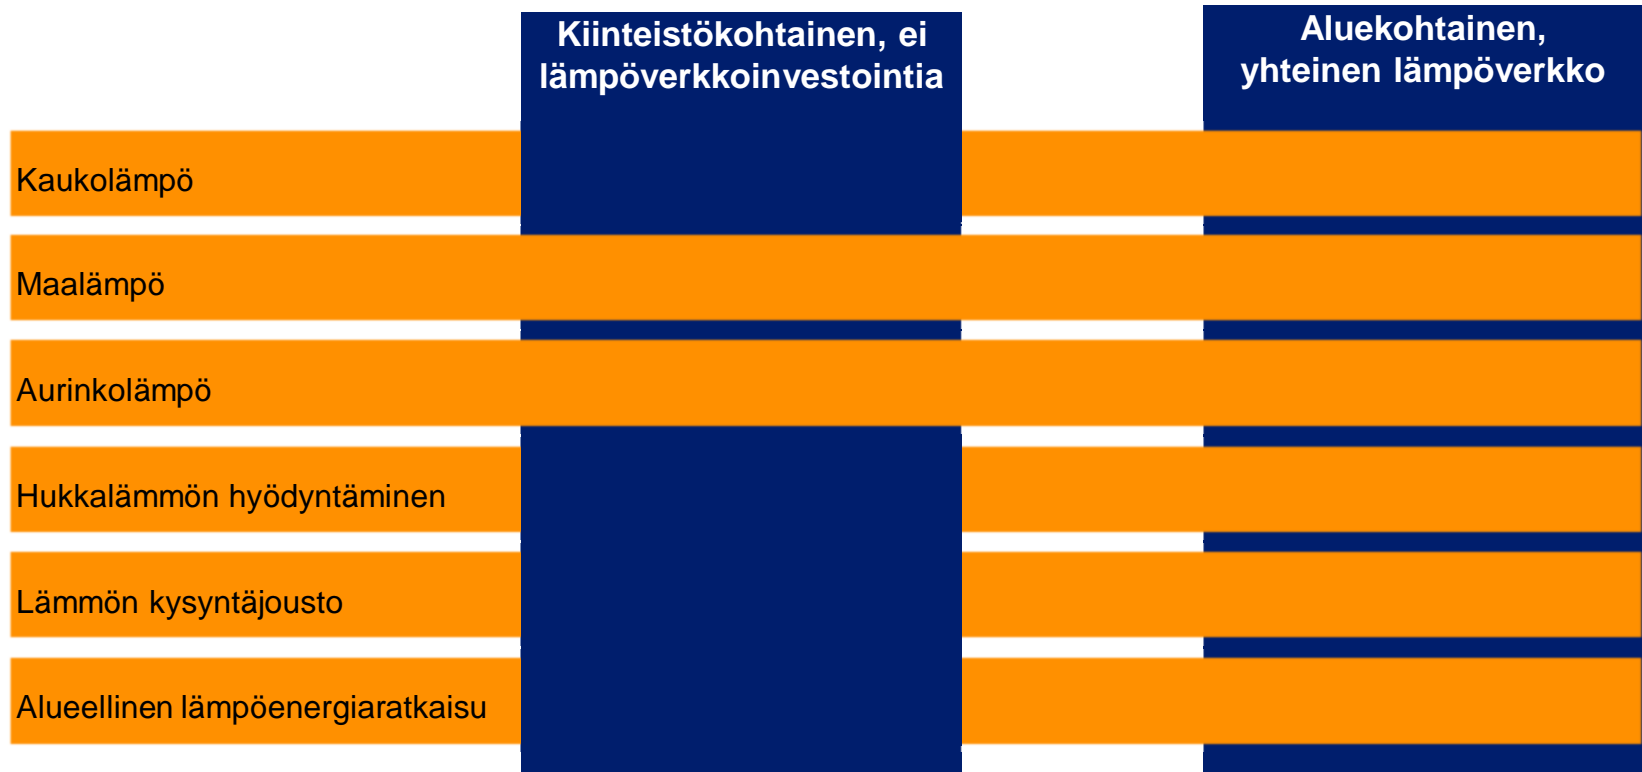 Kiinteistökohtainen, ei
lämpöverkkoinvestointia
Aluekohtainen,
yhteinen lämpöverkko
Kaukolämpö
Maalämpö
Aurinkolämpö
Hukkalämmön hyödyntäminen
Lämmön kysyntäjousto
Alueellinen lämpöenergiaratkaisu